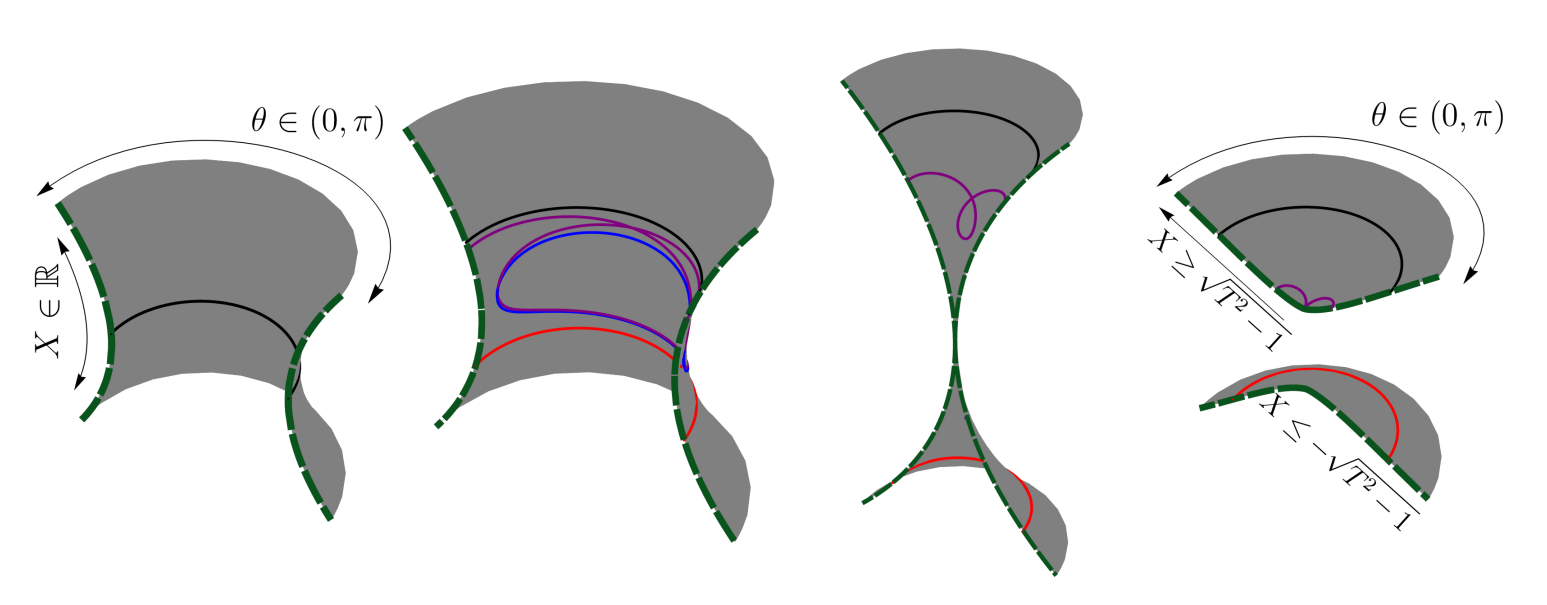 θ ∈ (0, π)
X ∈ ℝ
θ ∈ (0, π)
X ≥ √(T² − 1)
X ≤ −√(T² − 1)